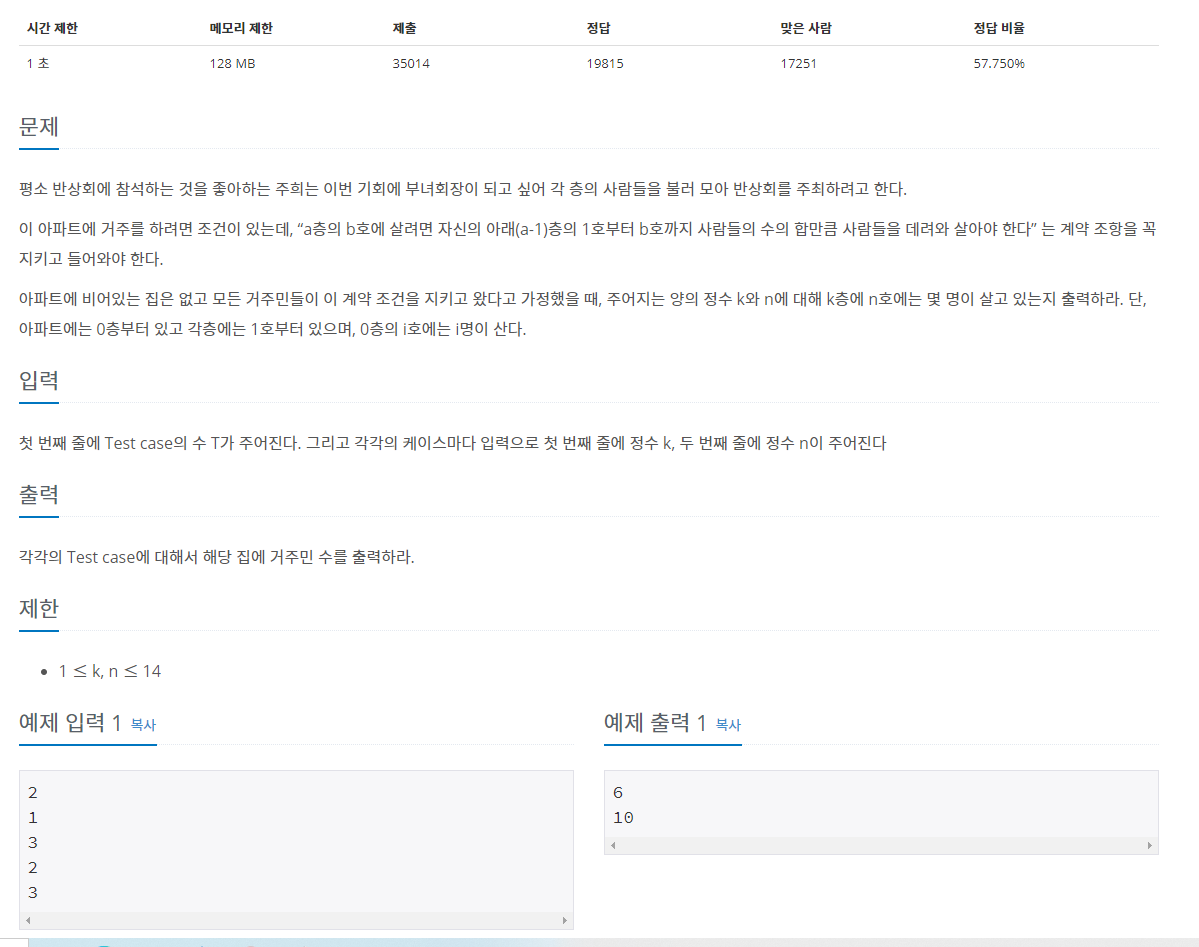 시간 제한 메모리 제한 제출 정답 맞은 사람 정답 비율
1 초 128 MB 35014 19815 17251 57.750%
문제
평소 반상회에 참석하는 것을 좋아하는 주희는 이번 기회에 부녀회장이 되고 싶어 각 층의 사람들을 불러 모아 반상회를 주최하려고 한다.
이 아파트에 거주를 하려면 조건이 있는데, “a층의 b호에 살려면 자신의 아래(a-1)층의 1호부터 b호까지 사람들의 수의 합만큼 사람들을 데려와 살아야 한다” 는 계약 조항을 꼭
지키고 들어와야 한다.
아파트에 비어있는 집은 없고 모든 거주민들이 이 계약 조건을 지키고 왔다고 가정했을 때, 주어지는 양의 정수 k와 n에 대해 k층에 n호에는 몇 명이 살고 있는지 출력하라. 단,
아파트에는 0층부터 있고 각층에는 1호부터 있으며, 0층의 i호에는 i명이 산다.
입력
첫 번째 줄에 Test case의 수 T가 주어진다. 그리고 각각의 케이스마다 입력으로 첫 번째 줄에 정수 k, 두 번째 줄에 정수 n이 주어진다
출력
각각의 Test case에 대해서 해당 집에 거주민 수를 출력하라.
제한
• 1 ≤ k, n ≤ 14
예제 입력 1 복사
2
1
3
2
3
예제 출력 1 복사
6
10